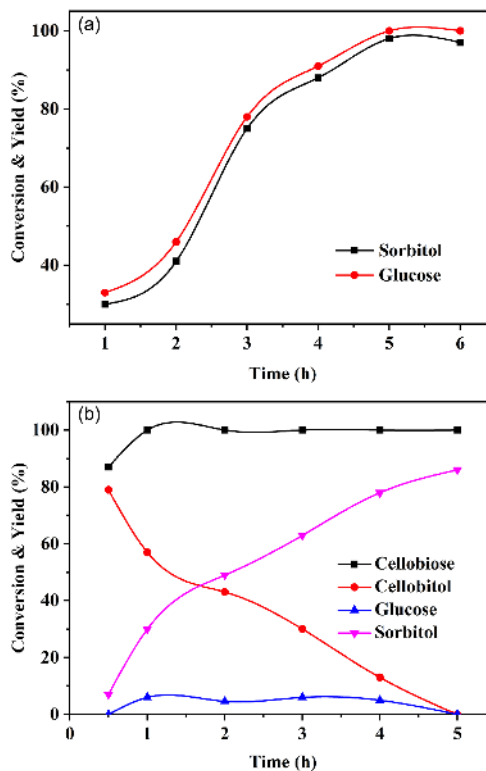 (a)
100
80
60
40
Conversion & Yield (%)
Sorbitol
Glucose
1 2 3 4 5 6
Time (h)
(b)
100
80
60
40
20
0
Conversion & Yield (%)
Cellobiose
Cellobitol
Glucose
Sorbitol
0 1 2 3 4 5
Time (h)